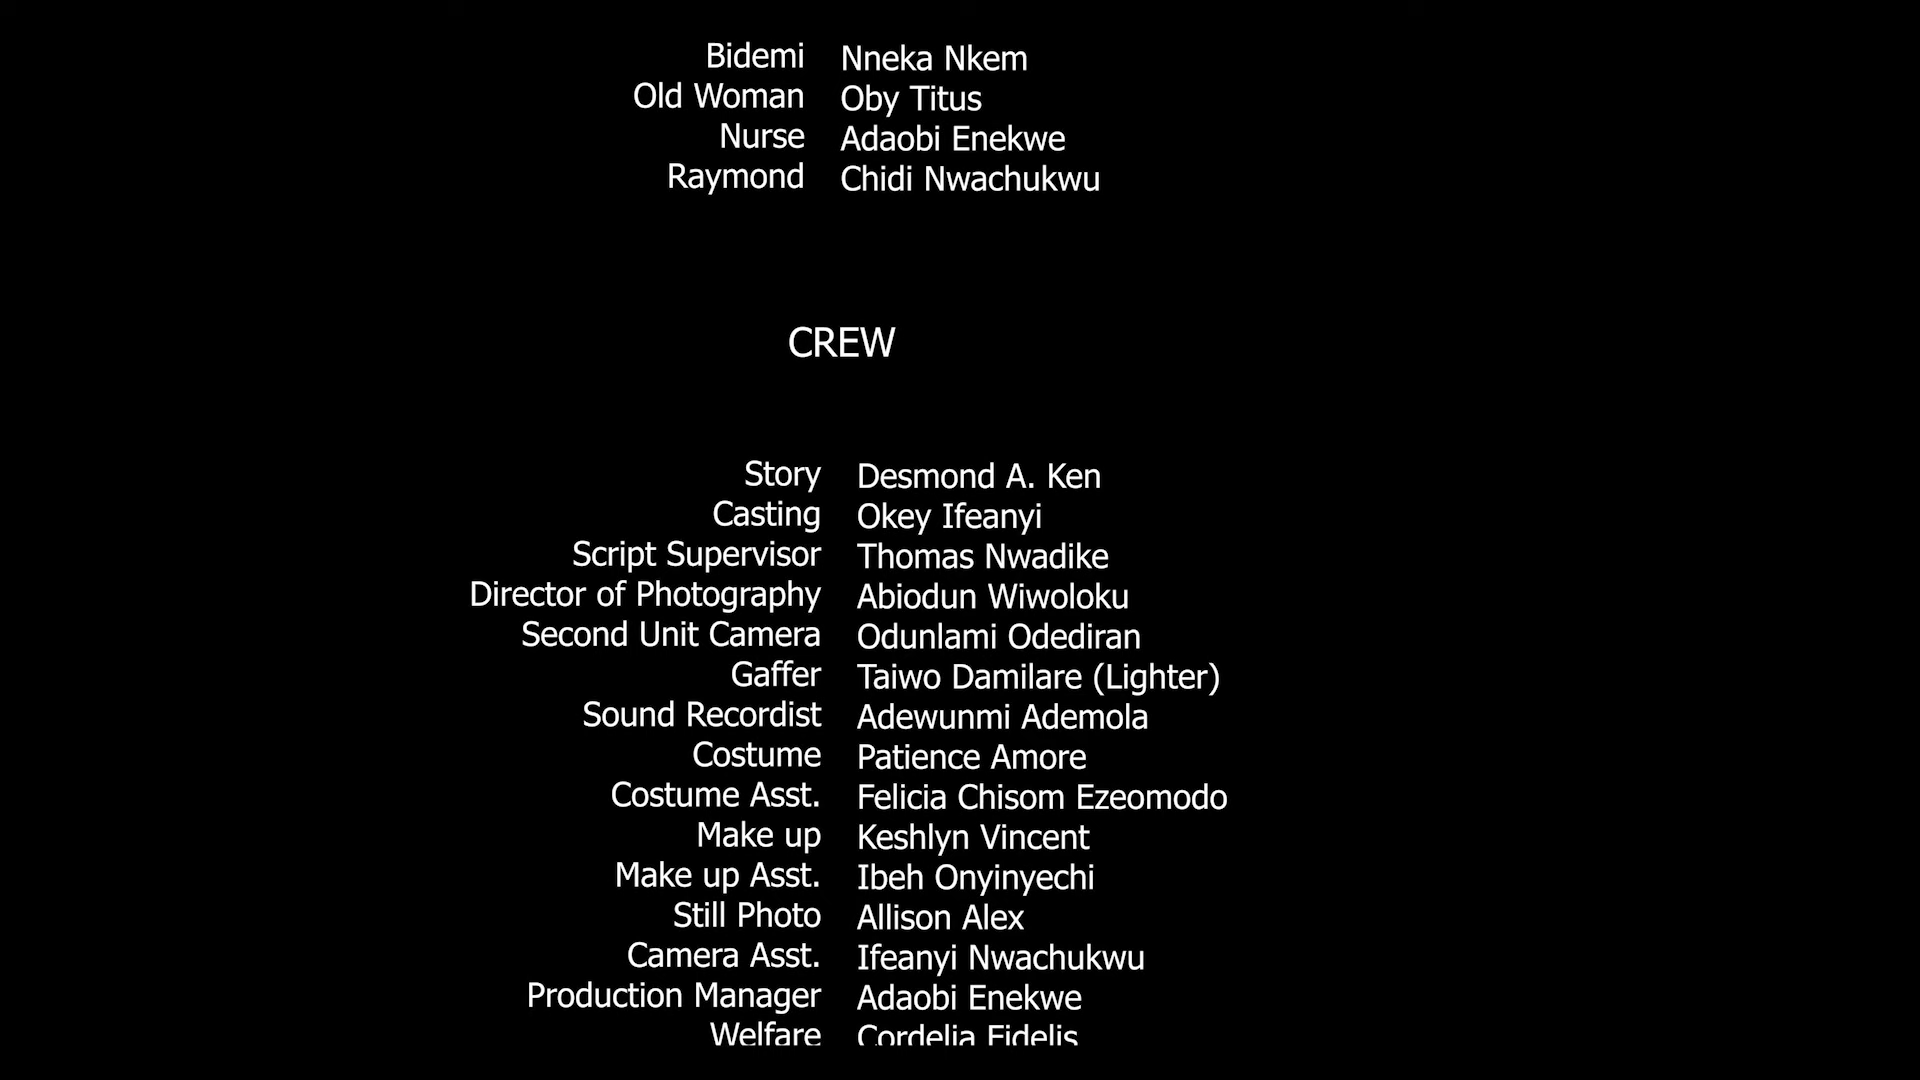 Bidemi Nneka Nkem
Old Woman Oby Titus
Nurse Adaobi Enekwe
Raymond Chidi Nwachukwu
CREW
Story Desmond A. Ken
Casting Okey Ifeanyi
Script Supervisor Thomas Nwadike
Director of Photography Abiodun Wiwoloku
Second Unit Camera Odunlami Odediran
Gaffer Taiwo Damilare (Lighter)
Sound Recordist Adewunmi Ademola
Costume Patience Amore
Costume Asst. Felicia Chisom Ezeomodo
Make up Keshlyn Vincent
Make up Asst. Ibeh Onyinyechi
Still Photo Allison Alex
Camera Asst. Ifeanyi Nwachukwu
Production Manager Adaobi Enekwe
Welfare Cordelia Fidelis